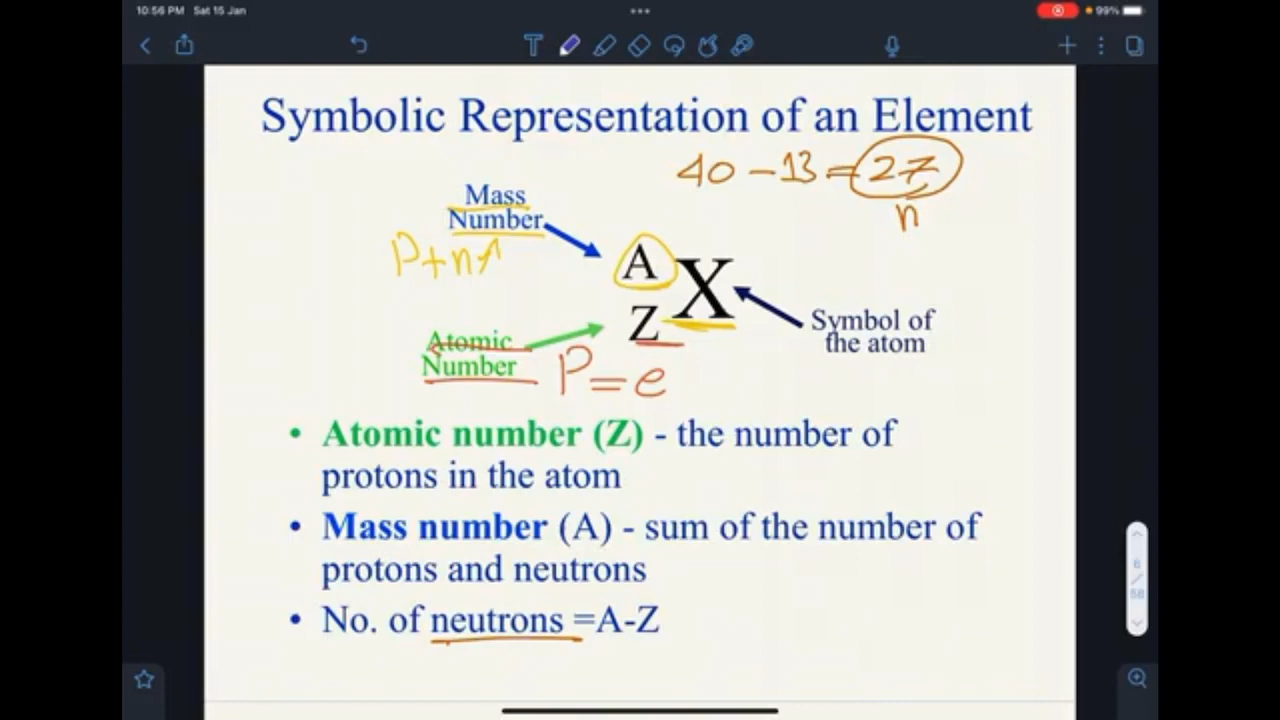 10:56 PM Sat 15 Jan
99%
Symbolic Representation of an Element
40 - 13 = 27
n
Mass
Number
P+n
A
X
Z
Atomic
Number
P = e
Symbol of
the atom
• Atomic number (Z) - the number of
protons in the atom
• Mass number (A) - sum of the number of
protons and neutrons
• No. of neutrons =A-Z
6
/
58